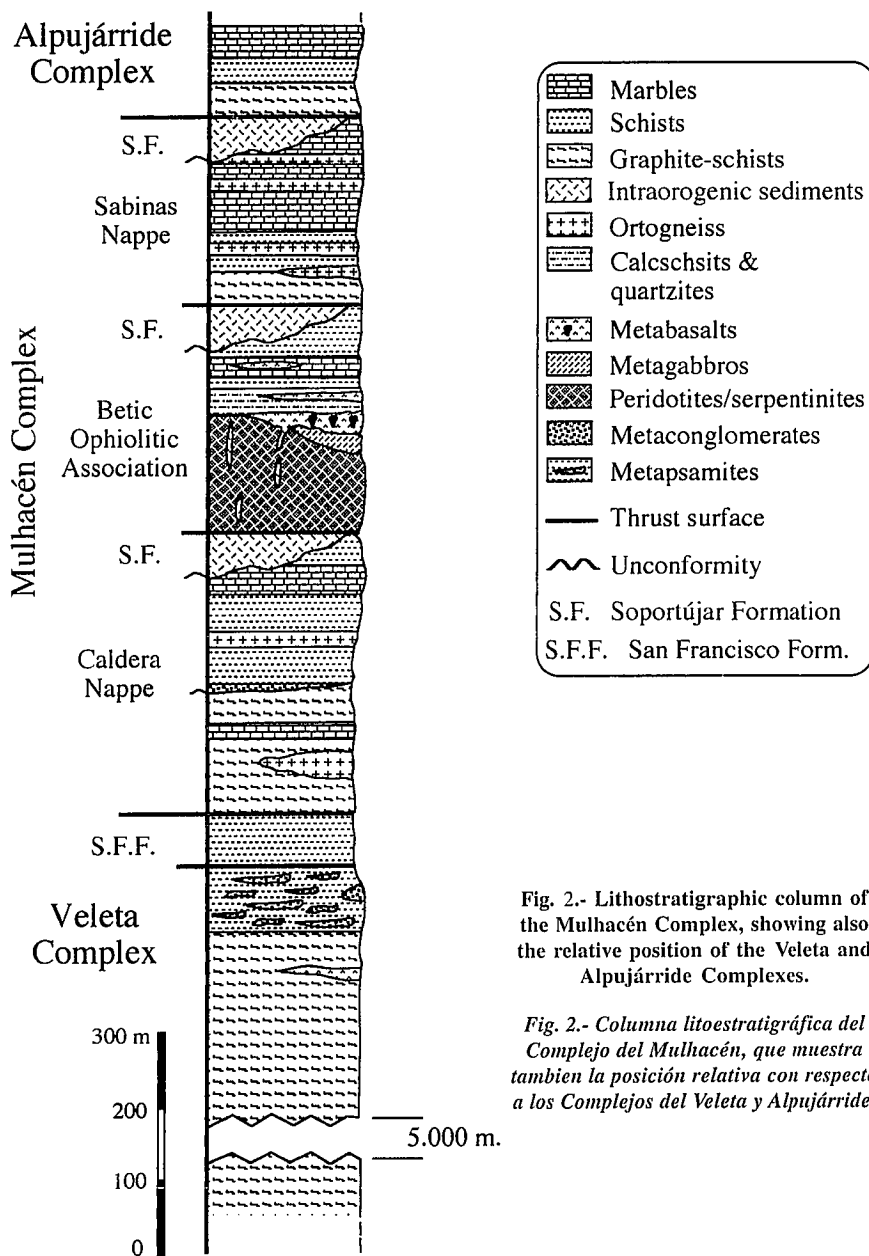 Alpujárride
Complex
S.F.
Sabinas
Nappe
S.F.
Betic
Ophiolitic
Association
Mulhacén Complex
S.F.
Caldera
Nappe
S.F.F.
Veleta
Complex
300 m
200
100
0
5.000 m.
Marbles
Schists
Graphite-schists
Intraorogenic sediments
Ortogneiss
Calcschsits &
quartzites
Metabasalts
Metagabbros
Peridotites/serpentinites
Metaconglomerates
Metapsamites
Thrust surface
Unconformity
S.F. Soportújar Formation
S.F.F. San Francisco Form.
Fig. 2.- Lithostratigraphic column of
the Mulhacén Complex, showing also
the relative position of the Veleta and
Alpujárride Complexes.
Fig. 2.- Columna litoestratigráfica del
Complejo del Mulhacén, que muestra
tambien la posición relativa con respect
a los Complejos del Veleta y Alpujárride